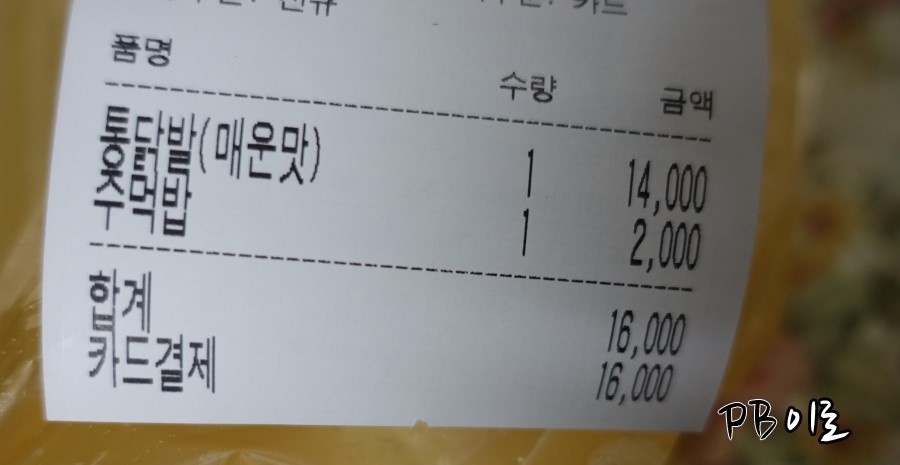 품명 수량 금액
통닭발(매운맛) 1 14,000
주먹밥 1 2,000
합계 16,000
카드결제 16,000
PB이로